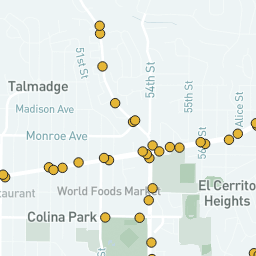 51st St
54th St
Talmadge
55th St
Alice St
Madison Ave
Monroe Ave
St
World Foods Market
El Cerrito
Heights
Colina Park